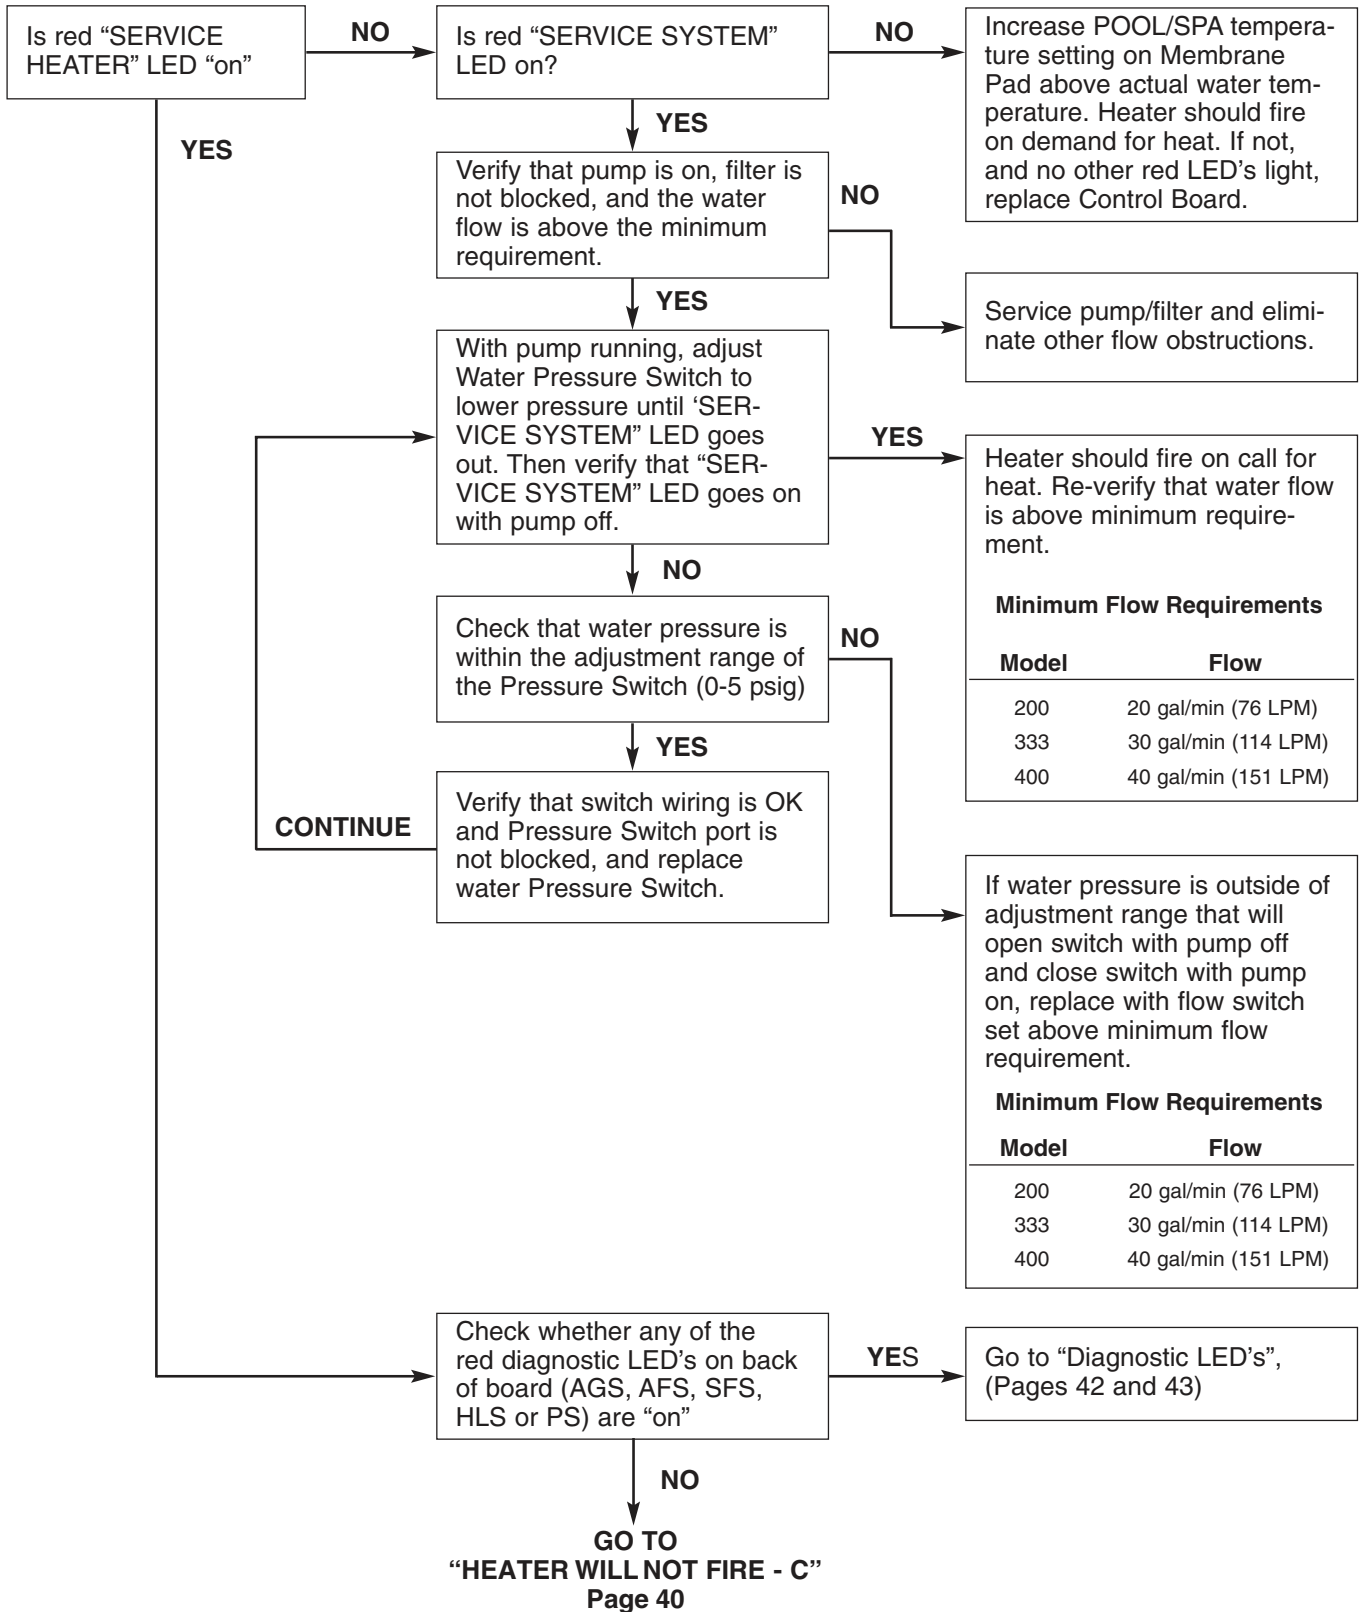 Is red “SERVICE
HEATER” LED “on”
NO
YES
Is red “SERVICE SYSTEM”
LED on?
NO
Increase POOL/SPA tempera-
ture setting on Membrane
Pad above actual water tem-
perature. Heater should fire
on demand for heat. If not,
and no other red LED's light,
replace Control Board.
YES
Verify that pump is on, filter is
not blocked, and the water
flow is above the minimum
requirement.
NO
Service pump/filter and elimi-
nate other flow obstructions.
YES
With pump running, adjust
Water Pressure Switch to
lower pressure until ‘SER-
VICE SYSTEM” LED goes
out. Then verify that “SER-
VICE SYSTEM” LED goes on
with pump off.
YES
Heater should fire on call for
heat. Re-verify that water flow
is above minimum require-
ment.
Minimum Flow Requirements
Model Flow
200 20 gal/min (76 LPM)
333 30 gal/min (114 LPM)
400 40 gal/min (151 LPM)
NO
Check that water pressure is
within the adjustment range of
the Pressure Switch (0-5 psig)
NO
YES
Verify that switch wiring is OK
and Pressure Switch port is
not blocked, and replace
water Pressure Switch.
CONTINUE
If water pressure is outside of
adjustment range that will
open switch with pump off
and close switch with pump
on, replace with flow switch
set above minimum flow
requirement.
Minimum Flow Requirements
Model Flow
200 20 gal/min (76 LPM)
333 30 gal/min (114 LPM)
400 40 gal/min (151 LPM)
Check whether any of the
red diagnostic LED's on back
of board (AGS, AFS, SFS,
HLS or PS) are “on”
YES
Go to “Diagnostic LED's”,
(Pages 42 and 43)
NO
GO TO
“HEATER WILL NOT FIRE - C”
Page 40